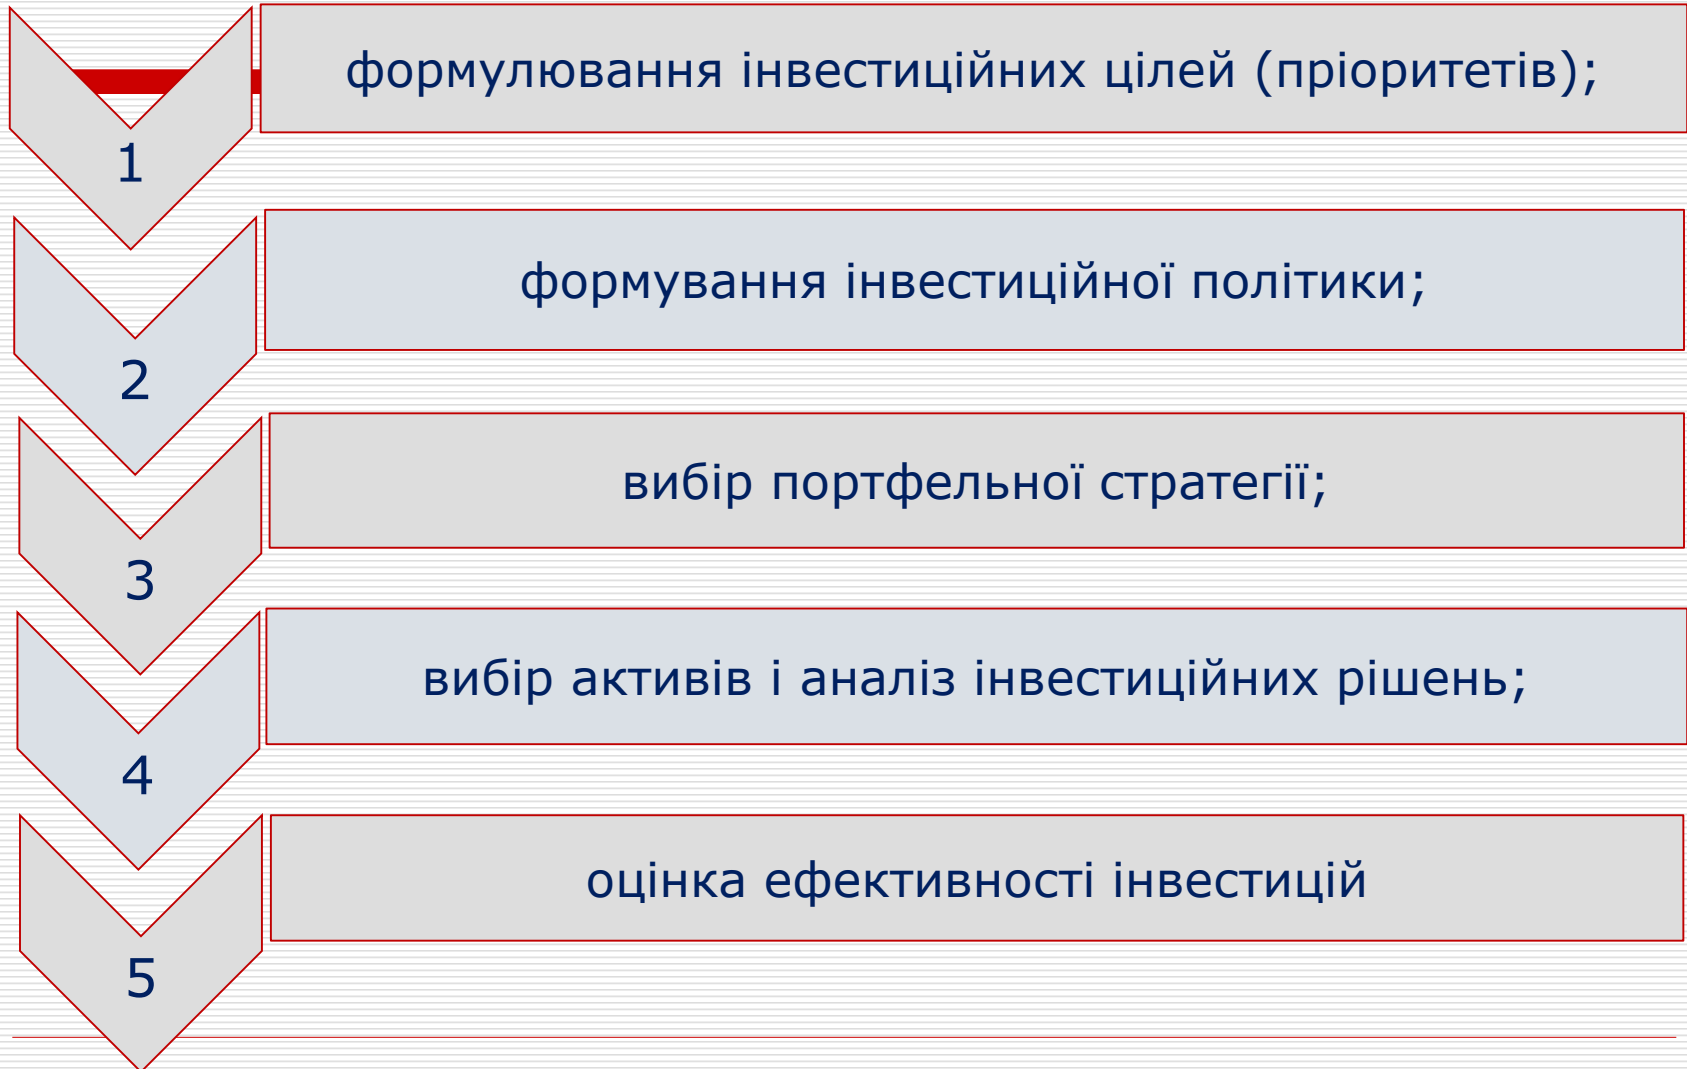 формулювання інвестиційних цілей (пріоритетів);
1
формування інвестиційної політики;
2
вибір портфельної стратегії;
3
вибір активів і аналіз інвестиційних рішень;
4
оцінка ефективності інвестицій
5